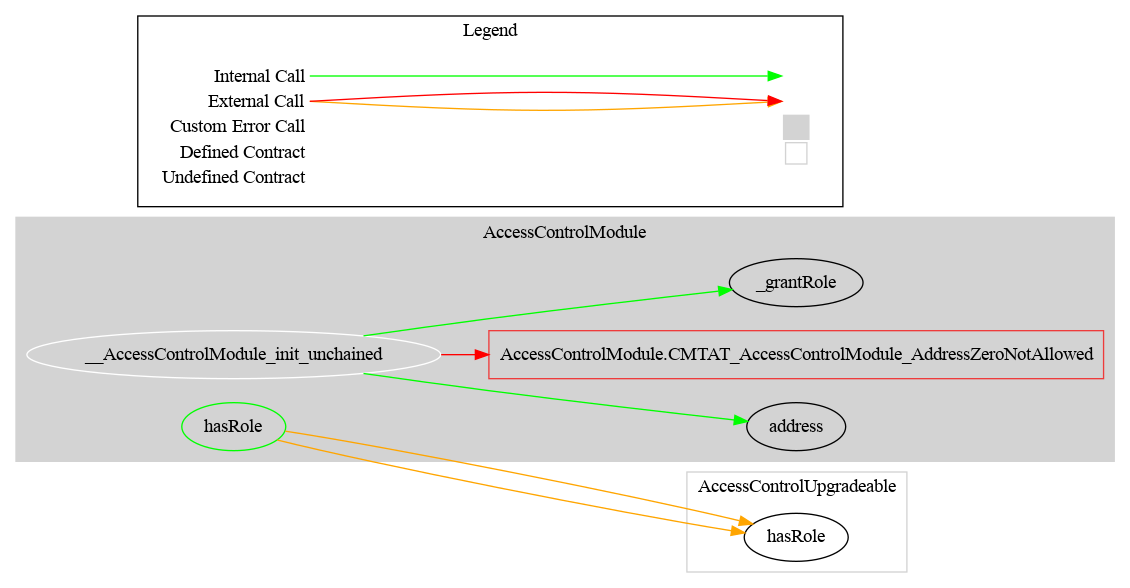 Legend
Internal Call
External Call
Custom Error Call
Defined Contract
Undefined Contract
AccessControlModule
_grantRole
__AccessControlModule_init_unchained
AccessControlModule.CMTAT_AccessControlModule_AddressZeroNotAllowed
hasRole
address
AccessControlUpgradeable
hasRole